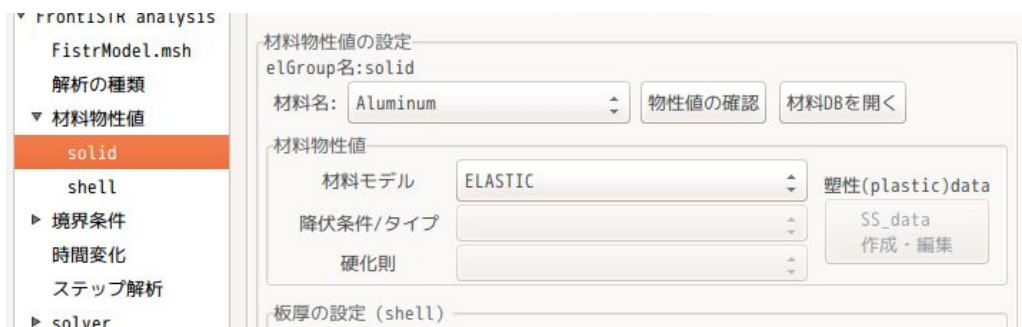 FrontISTR analysis
FistrModel.msh
解析の種類
材料物性値
solid
shell
境界条件
時間変化
ステップ解析
solver
材料物性値の設定
elGroup名:solid
材料名: Aluminum 物性値の確認 材料DBを開く
材料物性値
材料モデル ELASTIC
塑性(plastic)data
降伏条件/タイプ
SS_data
作成・編集
硬化則
板厚の設定 (shell)